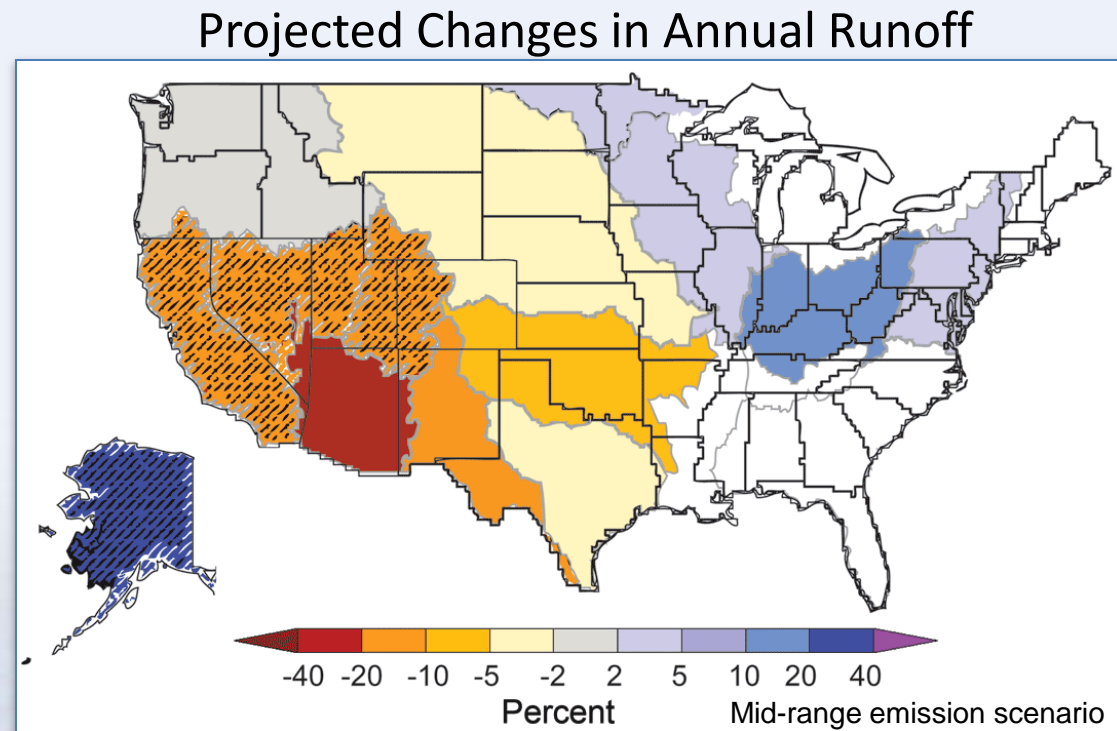 Projected Changes in Annual Runoff
-40 -20 -10 -5 -2 2 5 10 20 40
Percent
Mid-range emission scenario